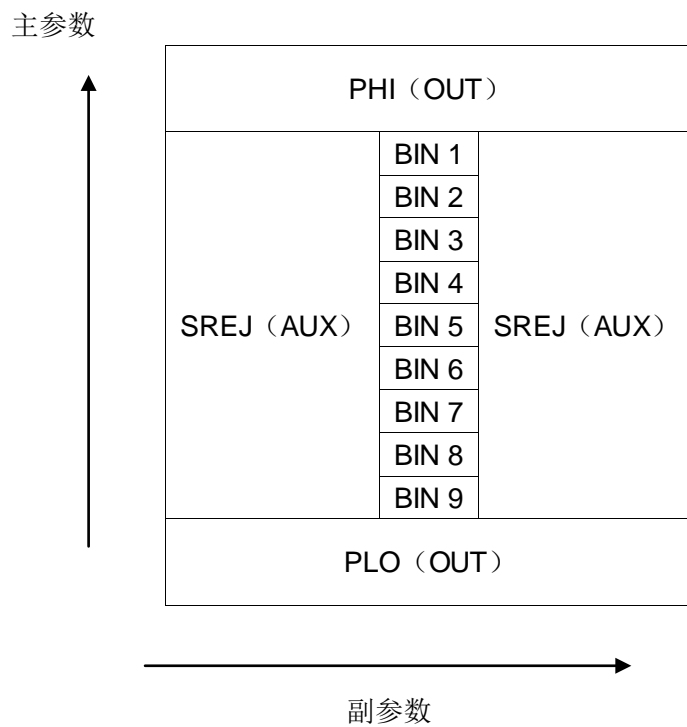 主参数
PHI（OUT）
BIN 1
BIN 2
BIN 3
BIN 4
SREJ（AUX） BIN 5 SREJ（AUX）
BIN 6
BIN 7
BIN 8
BIN 9
PLO（OUT）
副参数